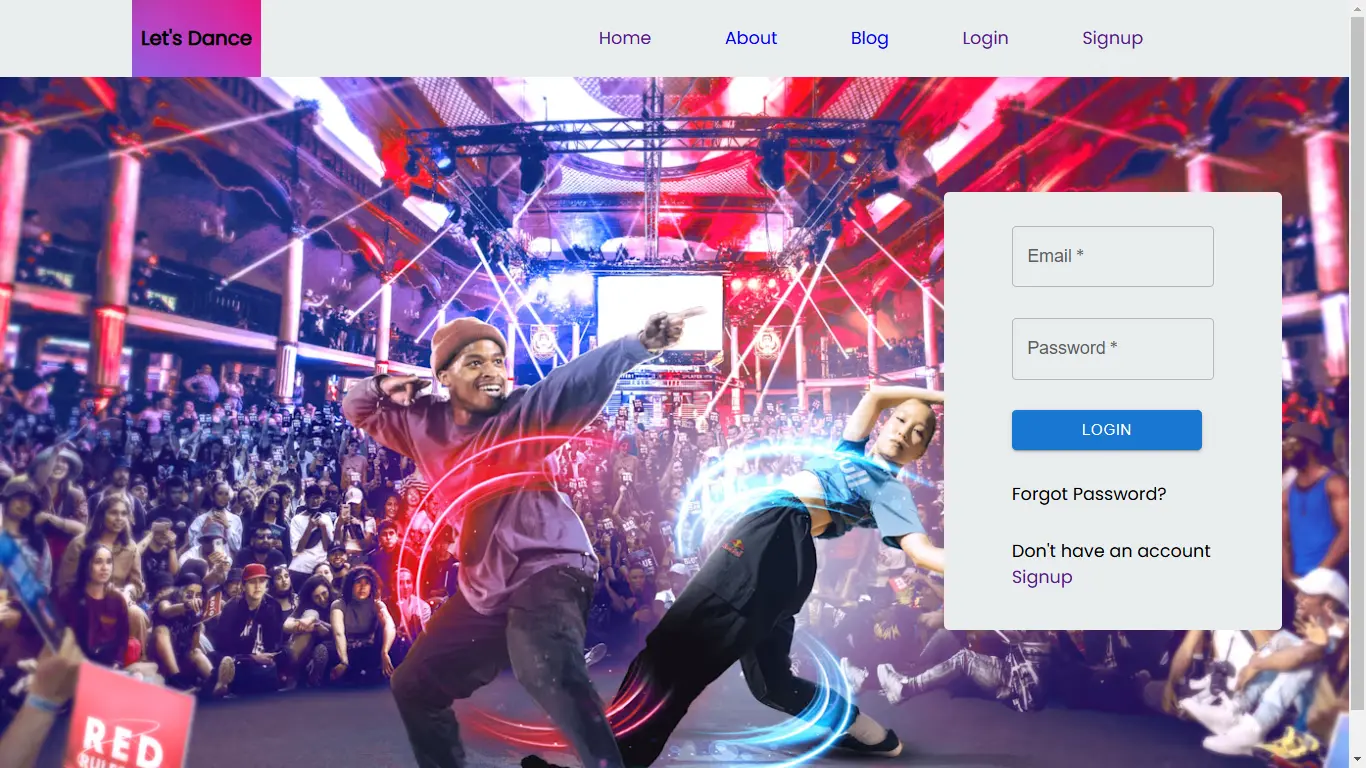 Let's Dance
Home
About
Blog
Login
Signup
Email *
Password *
LOGIN
Forgot Password?
Don't have an account
Signup
RED